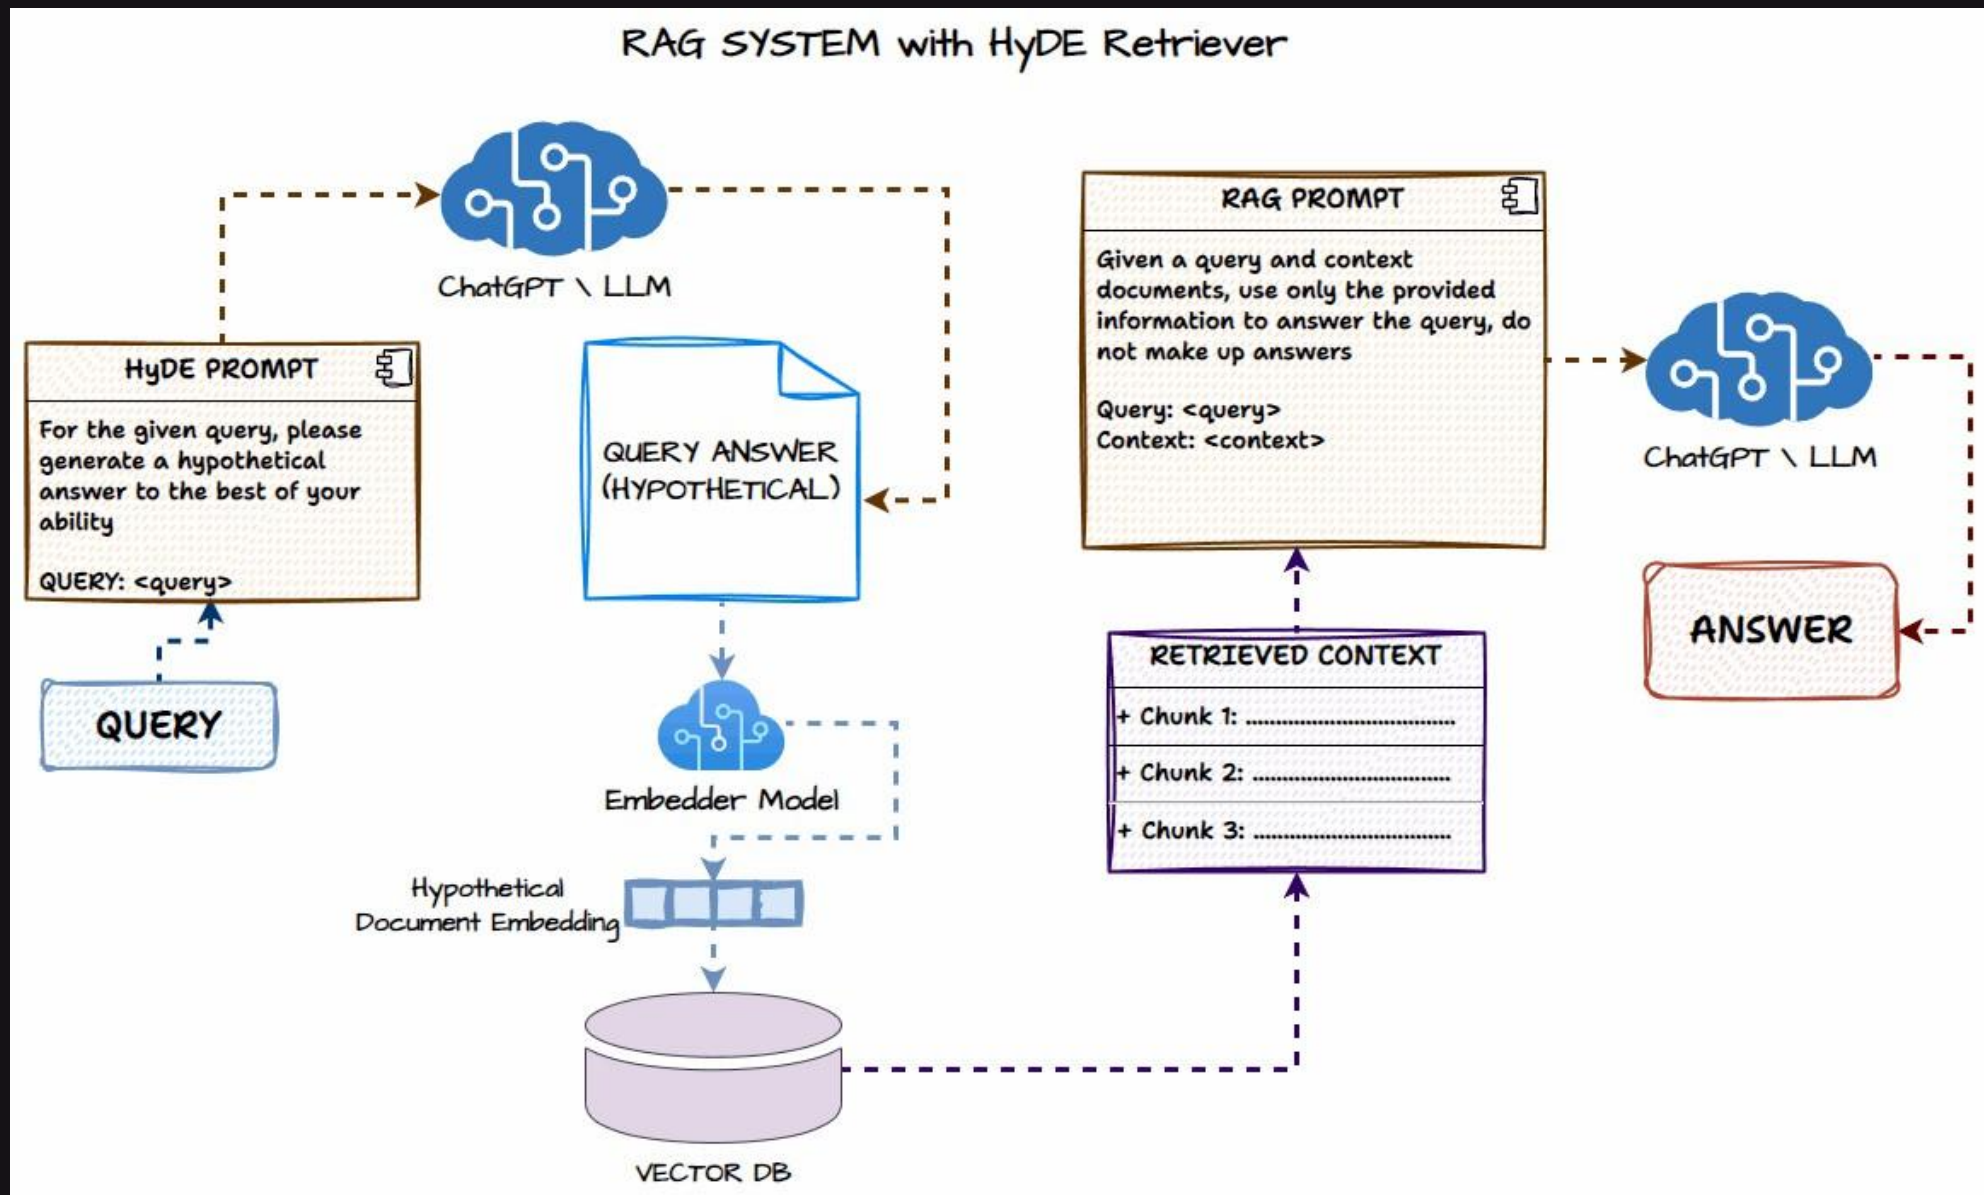 RAG SYSTEM with HyDE Retriever
ChatGPT \ LLM
HyDE PROMPT
For the given query, please
generate a hypothetical
answer to the best of your
ability
QUERY: <query>
QUERY
QUERY ANSWER
(HYPOTHETICAL)
Embedder Model
Hypothetical
Document Embedding
VECTOR DB
RAG PROMPT
Given a query and context
documents, use only the provided
information to answer the query, do
not make up answers
Query: <query>
Context: <context>
RETRIEVED CONTEXT
+ Chunk 1: ....................................
+ Chunk 2: ..................................
+ Chunk 3: ..................................
ChatGPT \ LLM
ANSWER